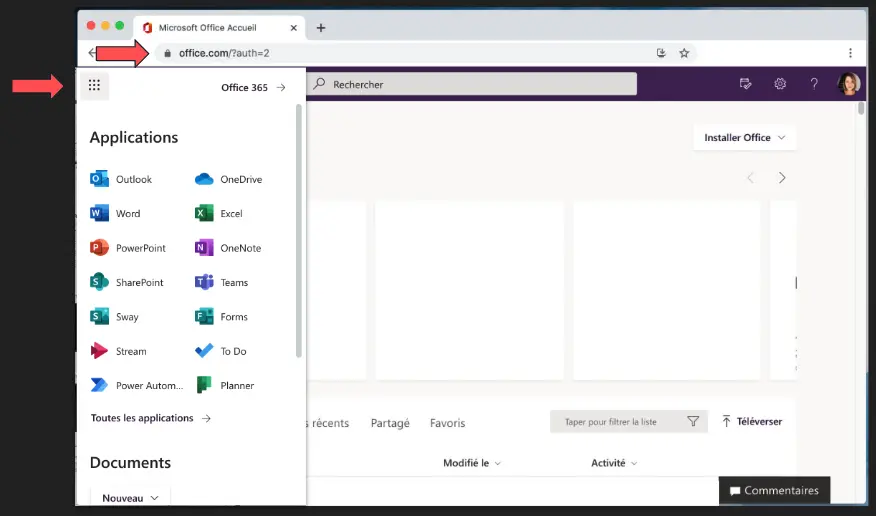 Microsoft Office Accueil
office.com/?auth=2
Office 365
Rechercher
Applications
Installer Office
Outlook
OneDrive
Word
Excel
PowerPoint
OneNote
SharePoint
Teams
Sway
Forms
Stream
To Do
Power Autom...
Planner
Toutes les applications
récents
Partagé
Favoris
Taper pour filtrer la liste
Téléverser
Documents
Modifié le
Activité
Nouveau
Commentaires